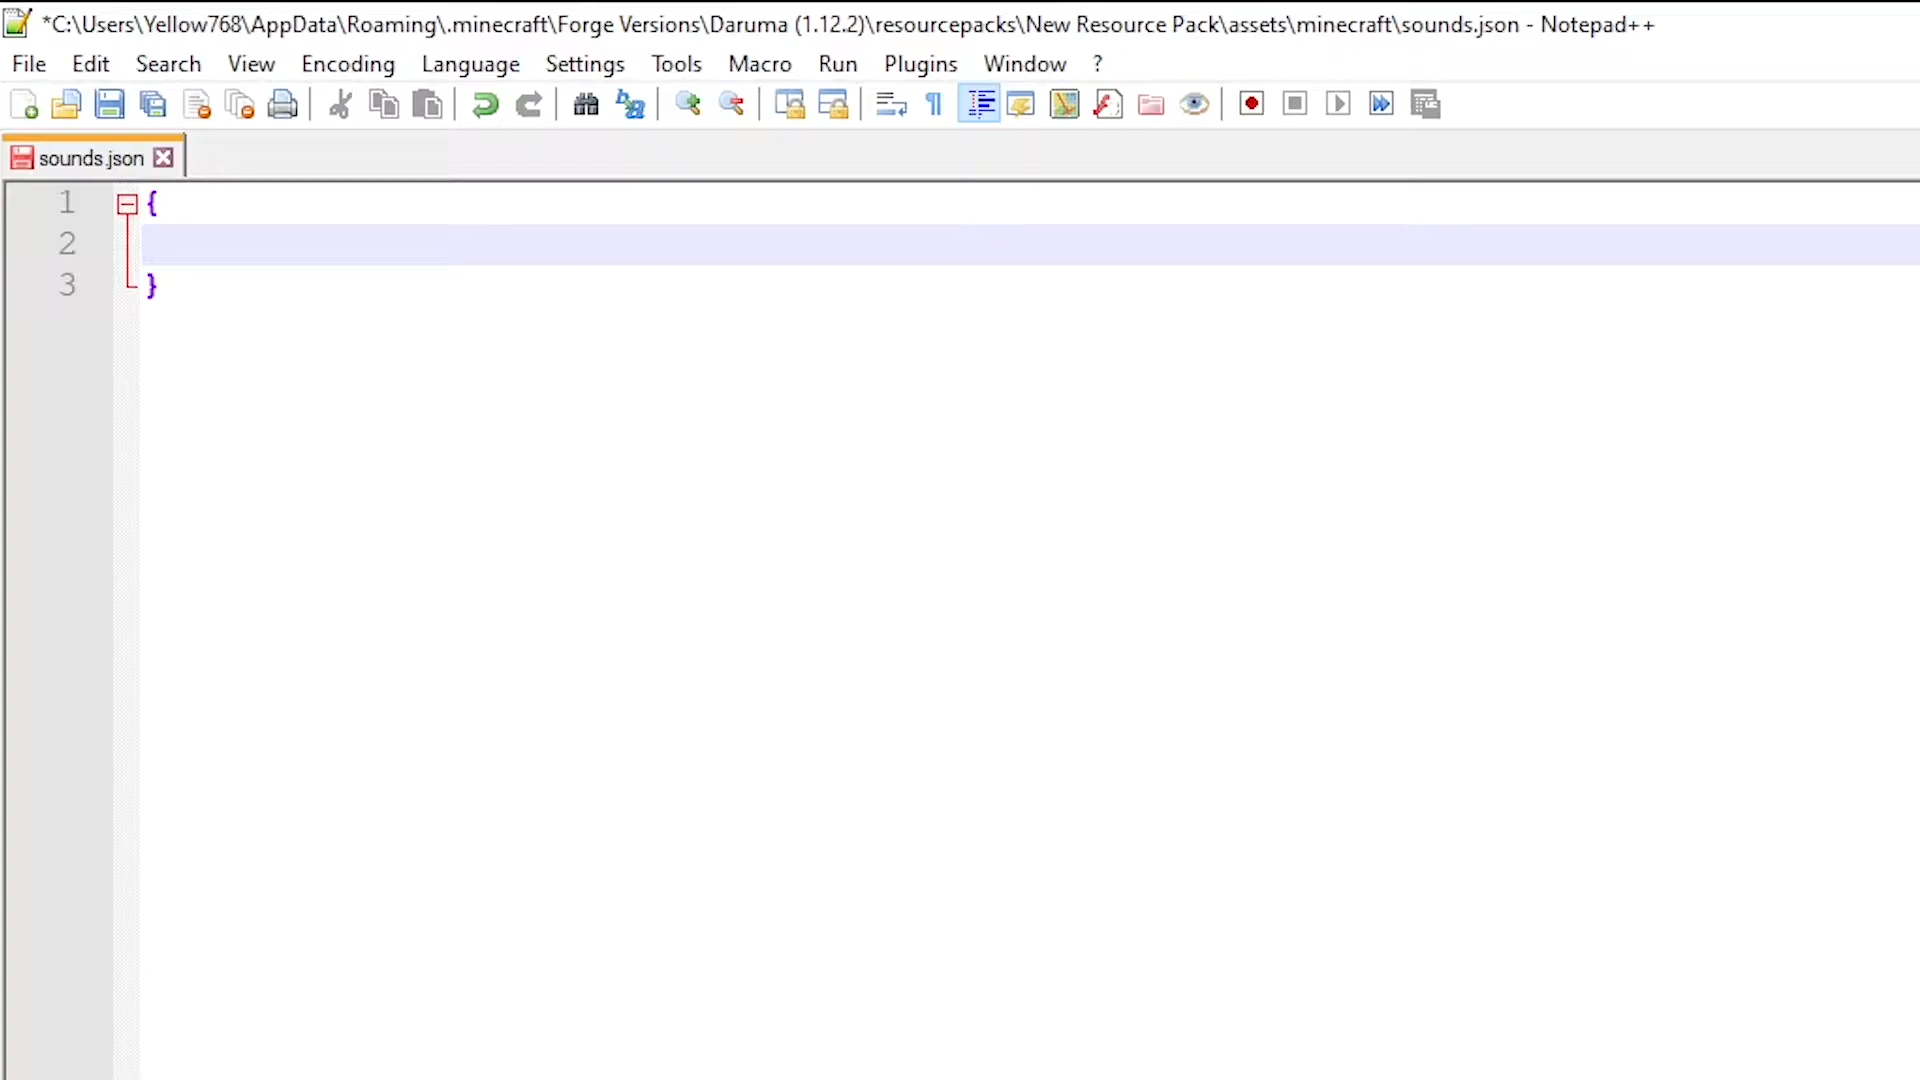 *C:\Users\Yellow768\AppData\Roaming\.minecraft\Forge Versions\Daruma (1.12.2)\resourcepacks\New Resource Pack\assets\minecraft\sounds.json - Notepad++
File Edit Search View Encoding Language Settings Tools Macro Run Plugins Window ?
sounds.json
1 {
2
3 }